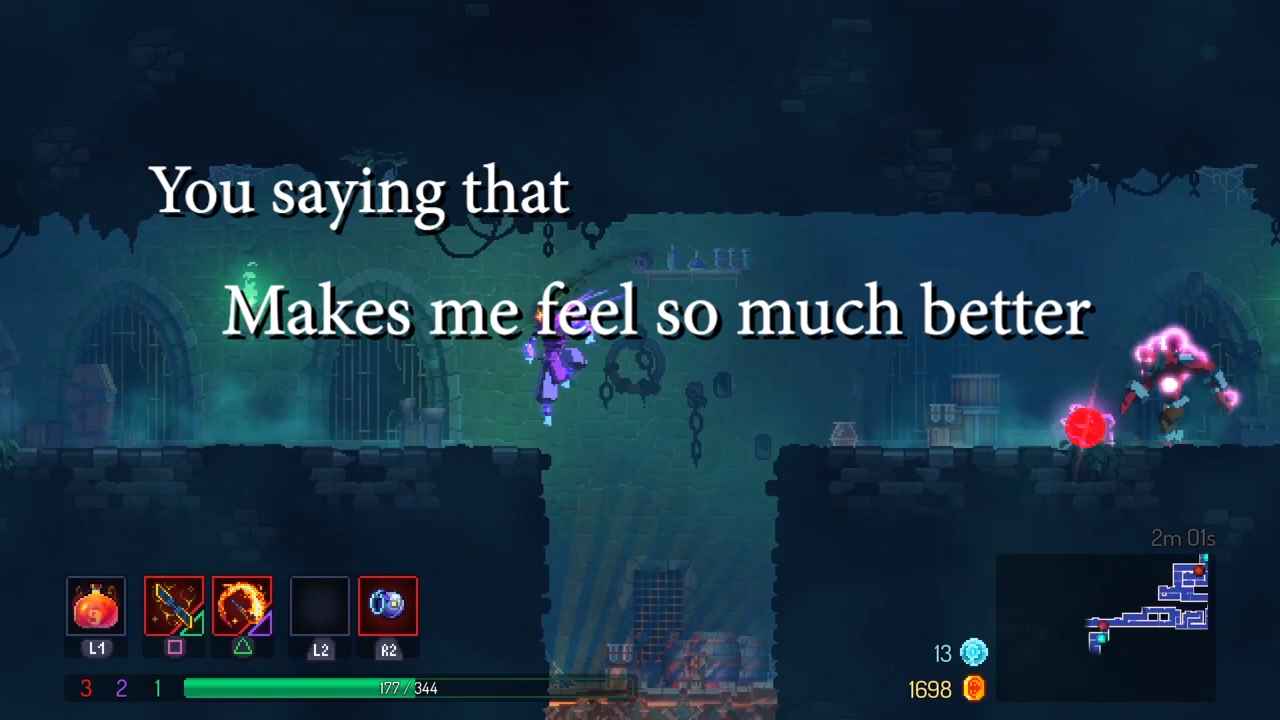 You saying that
Makes me feel so much better
2m 01s
9
L1
L2
R2
13
1698
3 2 1
177 / 344